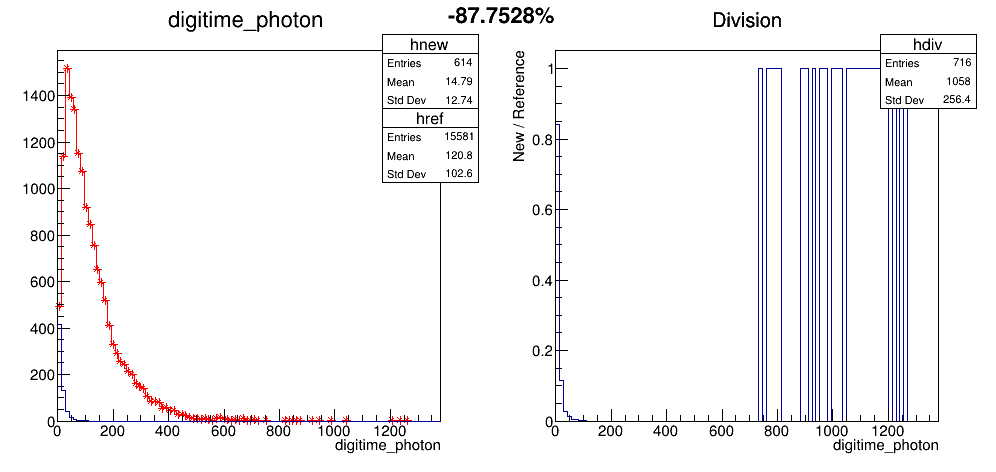 -87.7528%
digitime_photon
hnew
Entries 614
Mean 14.79
Std Dev 12.74
href
Entries 15581
Mean 120.8
Std Dev 102.6
1400
1200
1000
800
600
400
200
0
0 200 400 600 800 1000 1200
digitime_photon
Division
hdiv
Entries 716
Mean 1058
Std Dev 256.4
New / Reference
1
0.8
0.6
0.4
0.2
0
0 200 400 600 800 1000 1200
digitime_photon